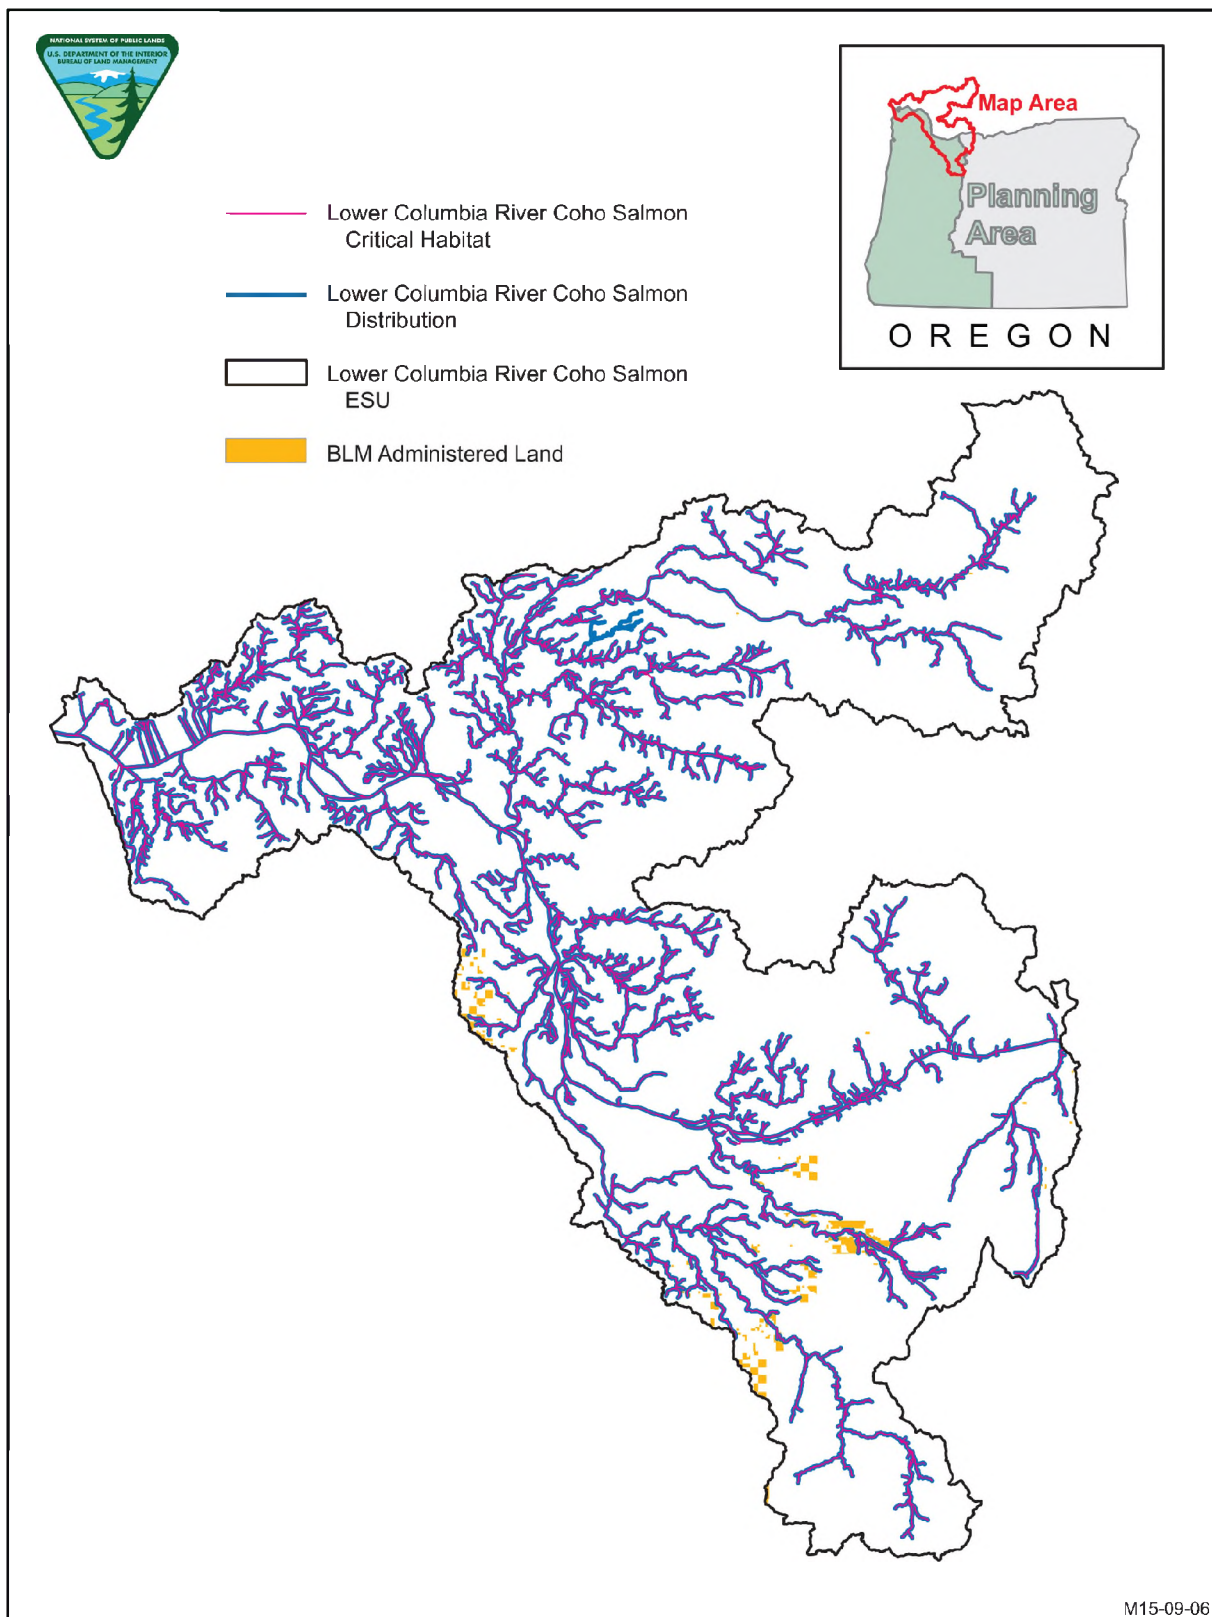 NATIONAL SYSTEM OF PUBLIC LANDS
U.S. DEPARTMENT OF THE INTERIOR
BUREAU OF LAND MANAGEMENT
Map Area
Planning
Area
OREGON
Lower Columbia River Coho Salmon
Critical Habitat
Lower Columbia River Coho Salmon
Distribution
Lower Columbia River Coho Salmon
ESU
BLM Administered Land
M15-09-06